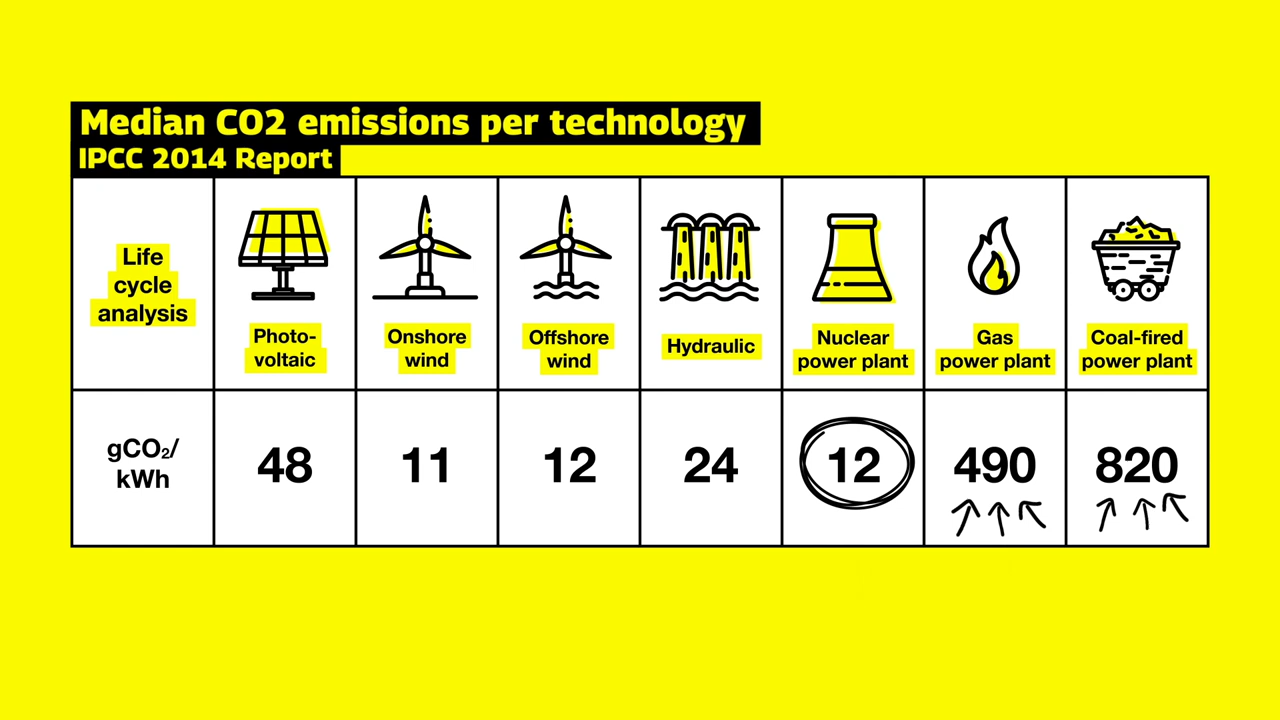 Median CO2 emissions per technology
IPCC 2014 Report
Life
cycle
analysis
Photo-
voltaic
Onshore
wind
Offshore
wind
Hydraulic
Nuclear
power plant
Gas
power plant
Coal-fired
power plant
gCO₂/
kWh
48
11
12
24
12
490
820